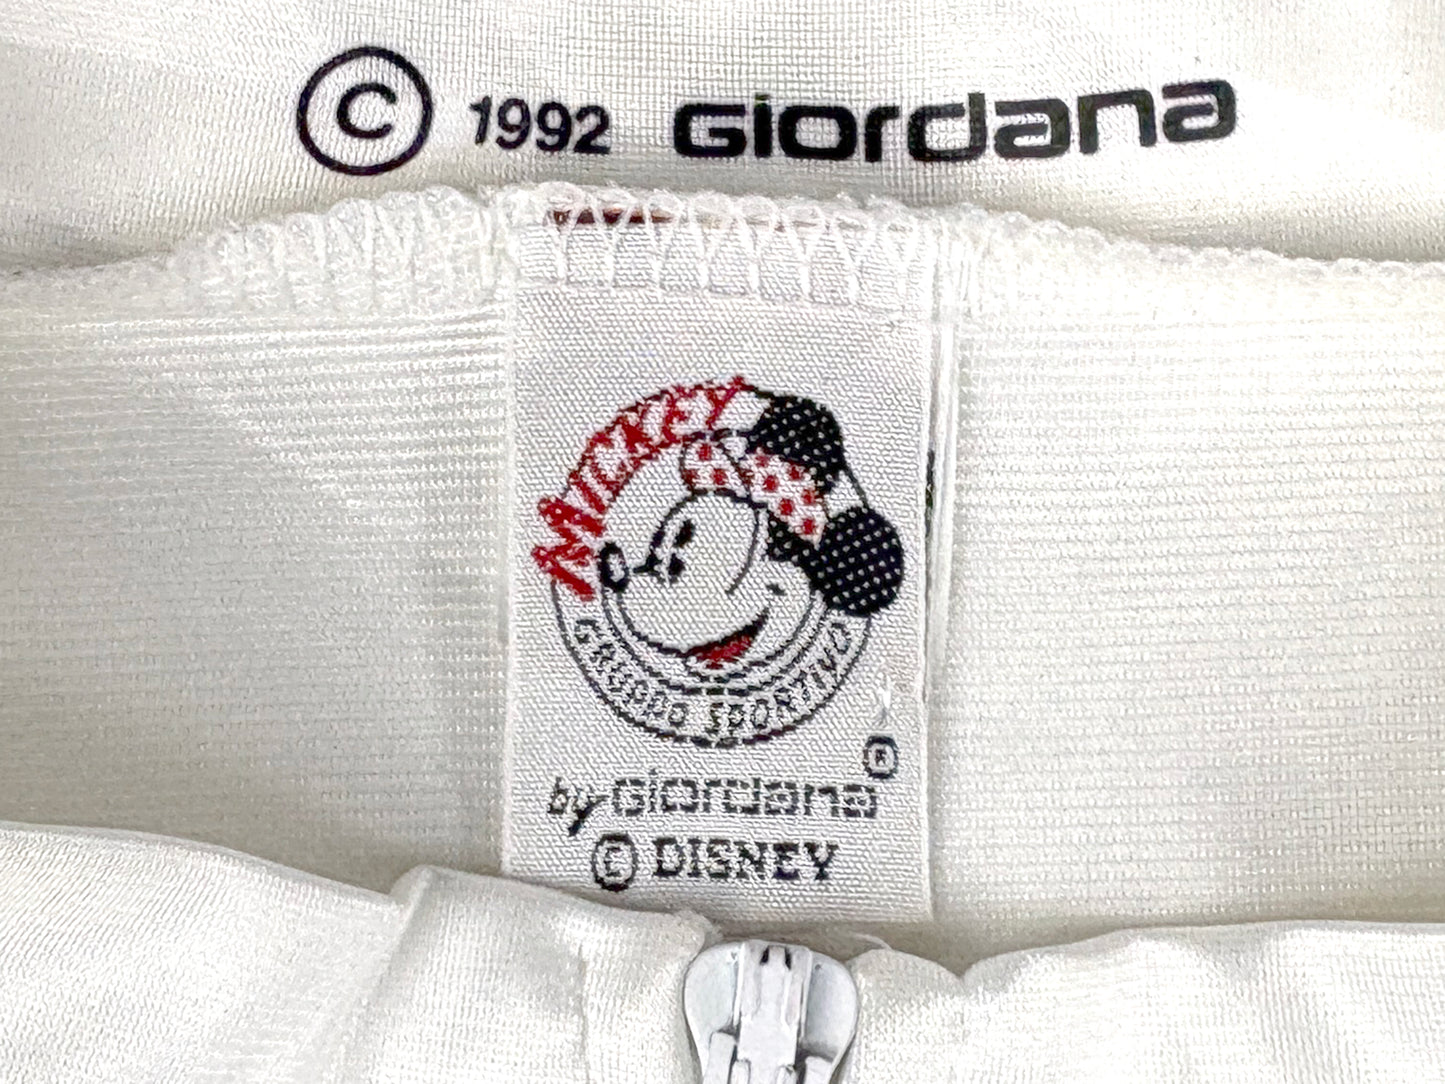 © 1992 Giordana
MICKEY
GRUPPO SPORTIVO
®
by Giordana
© DISNEY